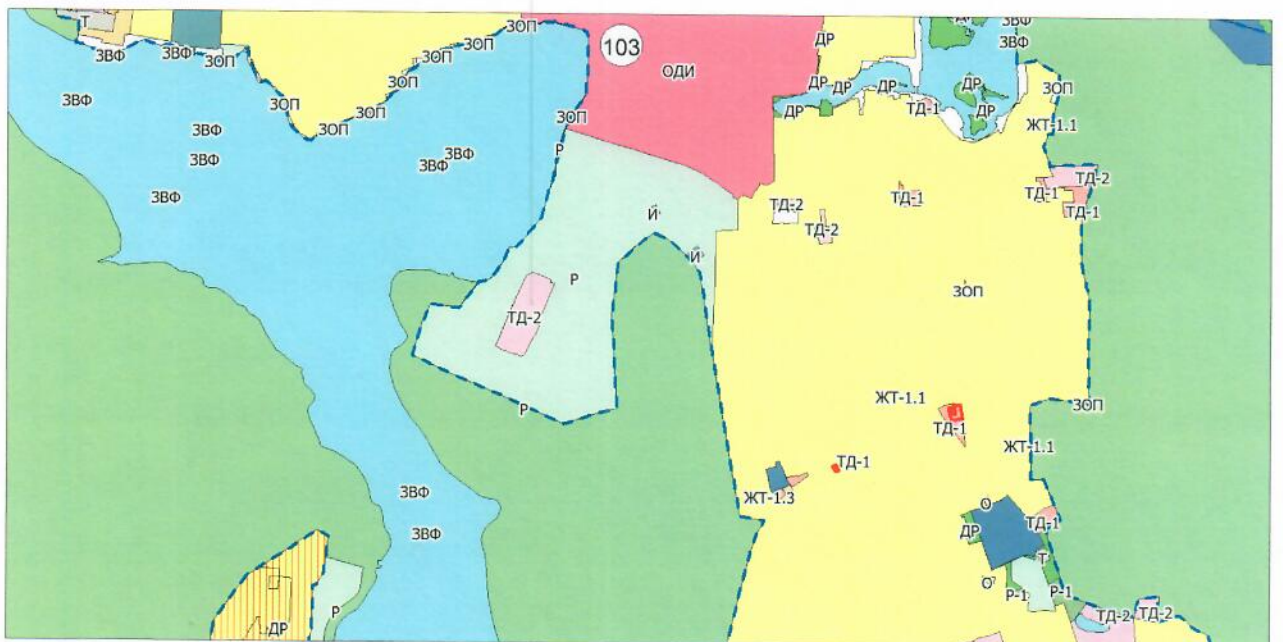 Т
ЗОП
ДР
ЗВФ
103
ДР
ЗВФ
ЗВФ
ЗВФ
ЗОП
ЗОП
ЗОП
ОДИ
ЗВФ
ЗОП
ДР
ДР
ДР
ДР
ЗОП
ЗОП
ЗОП
ДР
ТД-1
ДР
ЗОП
ЗВФ
ЗОП
ЖТ-1.1
ЗВФ
ЗВФ
ЗВФ
Р
ТД-2
ЗВФ
ТД-1
ТД-1
ТД-2
Й
ТД-1
ТД-2
Й
Р
ЗОП
ТД-2
ЖТ-1.1
Р
ЗОП
ТД-1
ЖТ-1.1
ТД-1
ЗВФ
ЖТ-1.3
О
ТД-1
ЗВФ
ДР
Т
О
Р-1
Р-1
Р
ДР
ТД-2
ТД-2